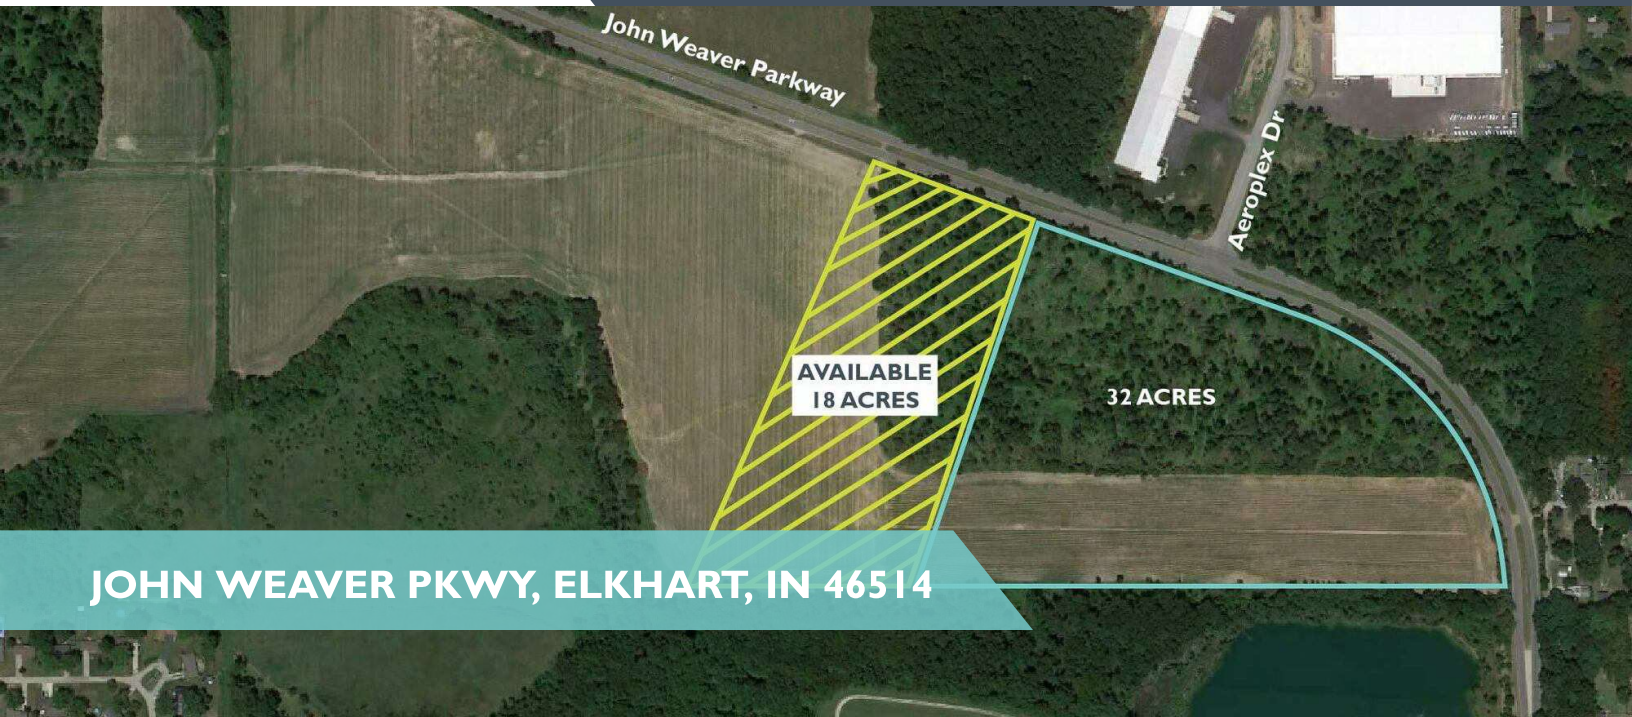 John Weaver Parkway
Aeroplex Dr
AVAILABLE
18 ACRES
32 ACRES
JOHN WEAVER PKWY, ELKHART, IN 46514